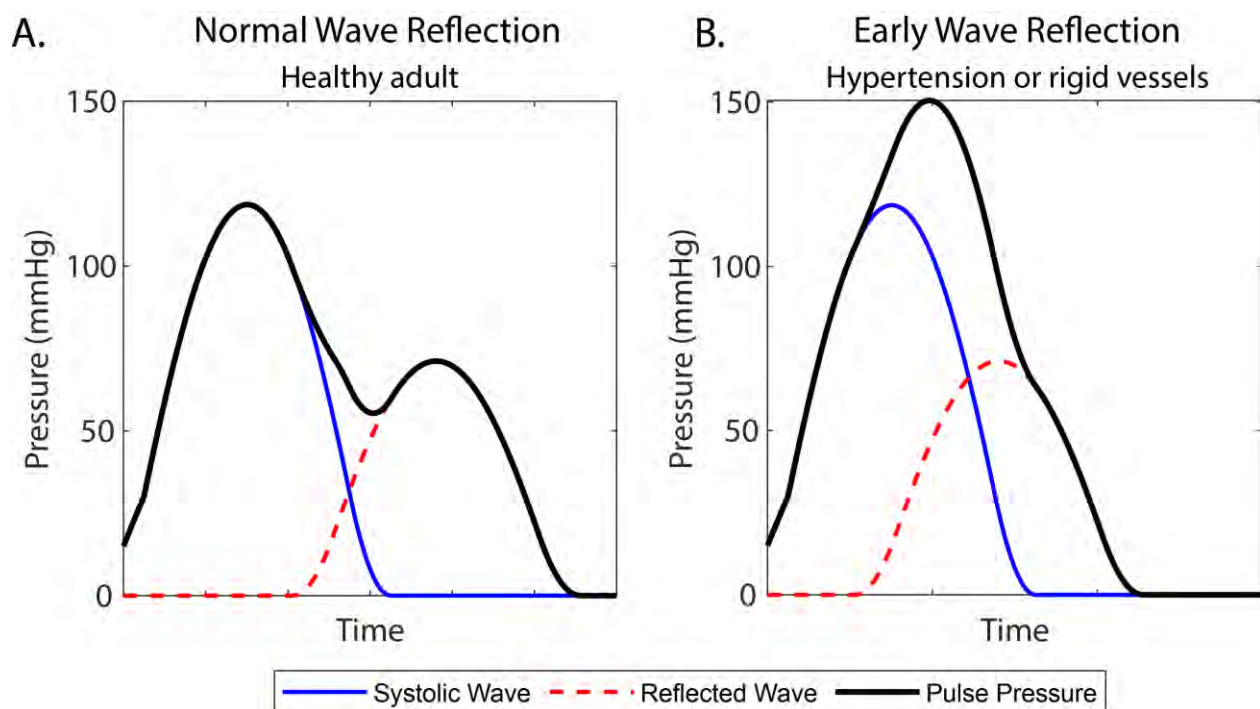 A.
Normal Wave Reflection
Healthy adult
150
100
50
0
Pressure (mmHg)
Time
B.
Early Wave Reflection
Hypertension or rigid vessels
150
100
50
0
Pressure (mmHg)
Time
Systolic Wave
Reflected Wave
Pulse Pressure